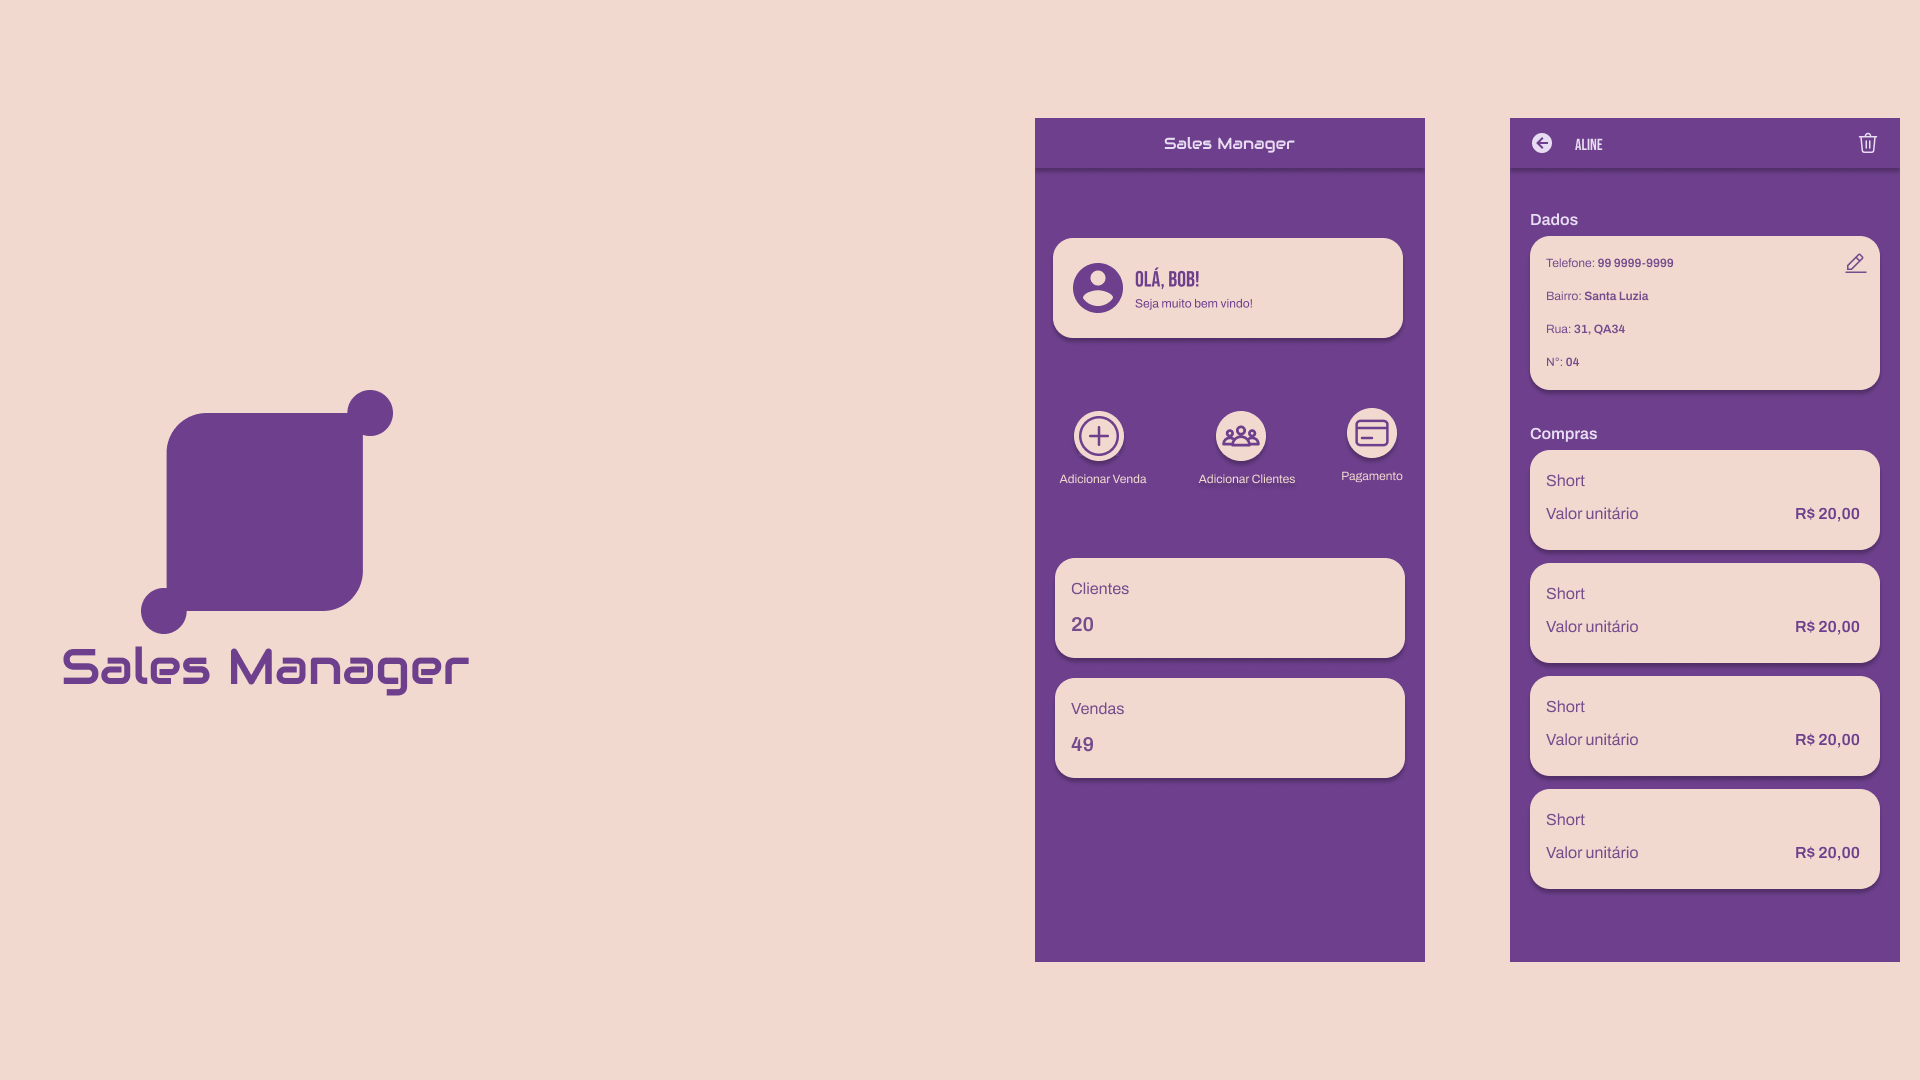 Sales Manager
Sales Manager
OLÁ, BOB!
Seja muito bem vindo!
Adicionar Venda
Adicionar Clientes
Pagamento
Clientes
20
Vendas
49
ALINE
Dados
Telefone: 99 9999-9999
Bairro: Santa Luzia
Rua: 31, QA34
N°: 04
Compras
Short
Valor unitário R$ 20,00
Short
Valor unitário R$ 20,00
Short
Valor unitário R$ 20,00
Short
Valor unitário R$ 20,00